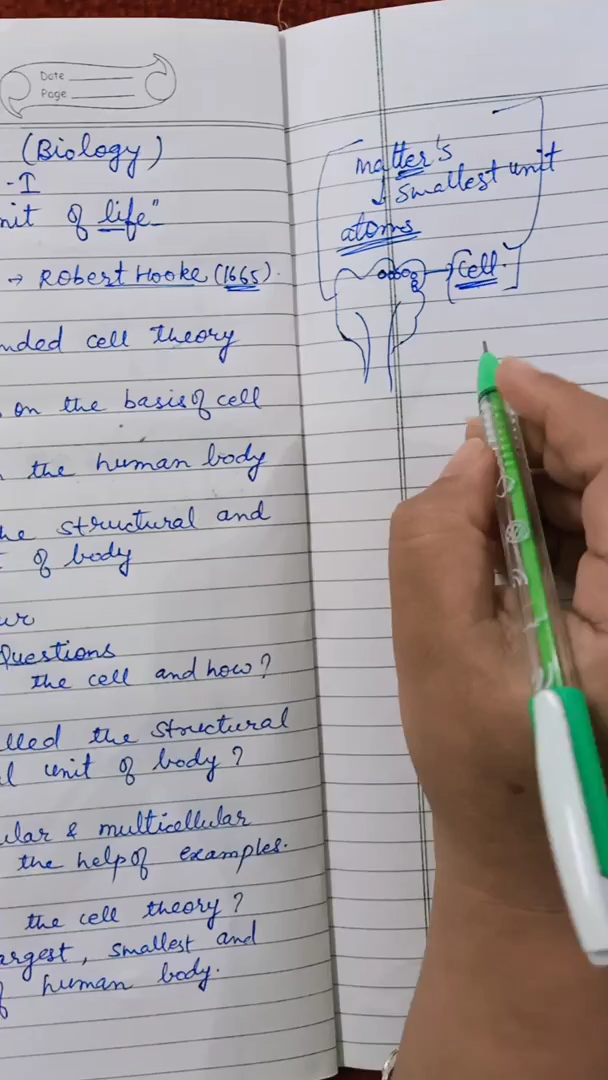 Date
Page
(Biology)
-I
nit of life"
→ Robert Hooke (1665).
nded cell theory
on the basis of cell
the human body
he structural and
of body
ur
Questions
the cell and how?
lled the structural
l unit of body?
ular & multicellular
the help of examples.
the cell theory?
argest, smallest and
human body.
matter's
↓ smallest unit
atoms
Cell.